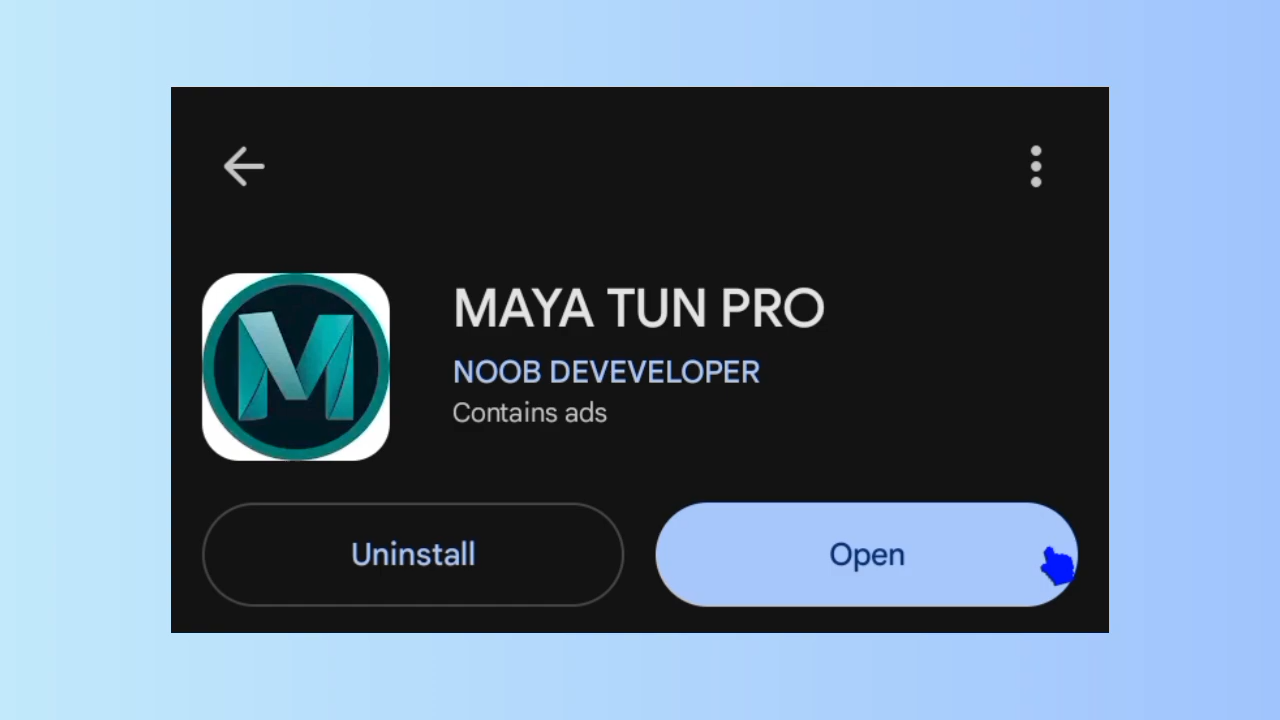 MAYA TUN PRO
NOOB DEVEVELOPER
Contains ads
Uninstall
Open